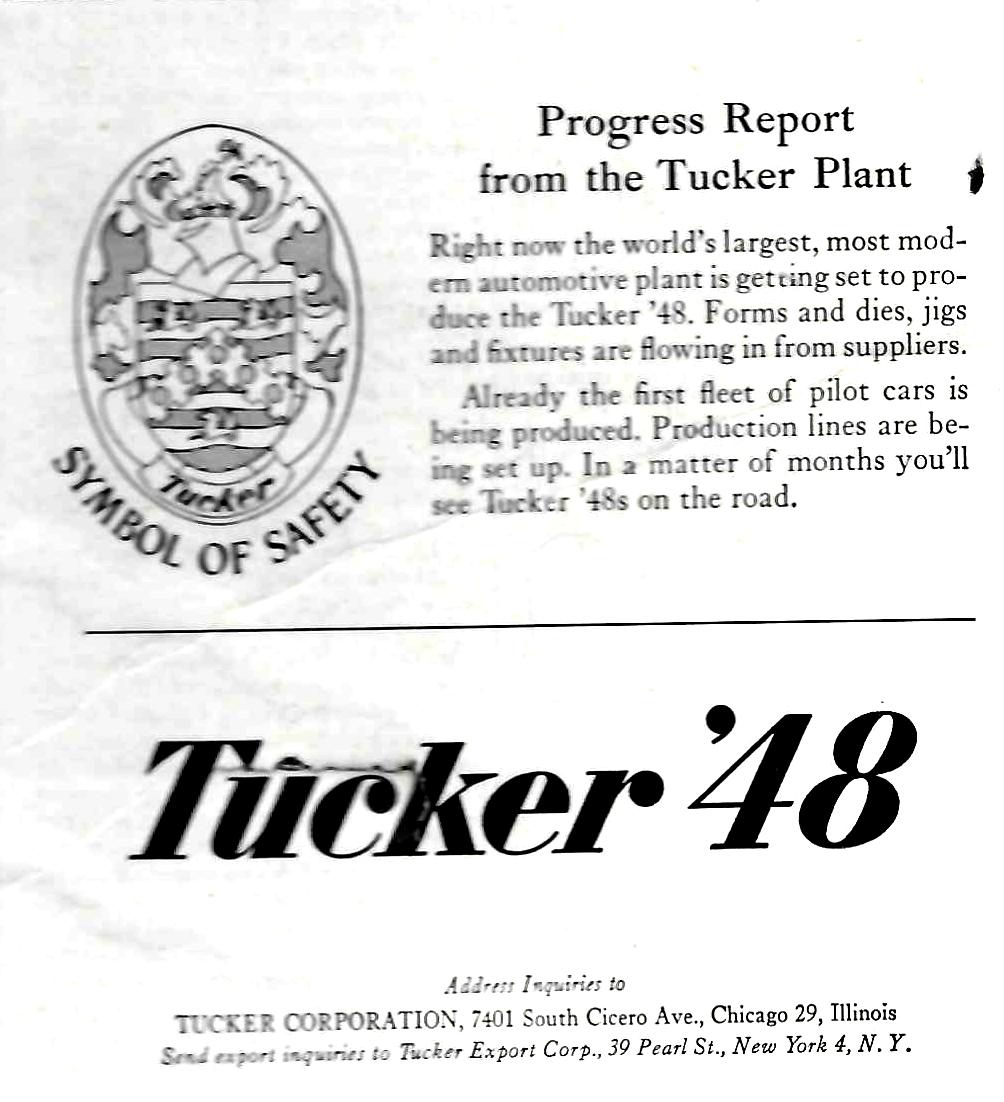 Progress Report
from the Tucker Plant
Right now the world's largest, most mod-
ern automotive plant is getting set to pro-
duce the Tucker '48. Forms and dies, jigs
and fixtures are flowing in from suppliers.
Already the first fleet of pilot cars is
being produced. Production lines are be-
ing set up. In a matter of months you'll
see Tucker '48s on the road.
Tucker
SYMBOL OF SAFETY
Tucker '48
Address Inquiries to
TUCKER CORPORATION, 7401 South Cicero Ave., Chicago 29, Illinois
Send export inquiries to Tucker Export Corp., 39 Pearl St., New York 4, N. Y.